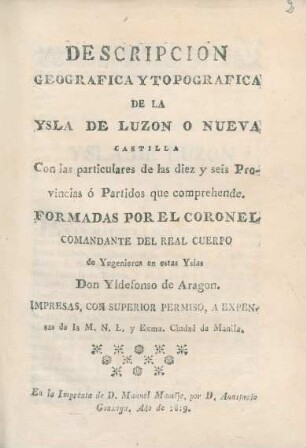 2
DESCRIPCION
GEOGRAFICA Y TOPOGRAFICA
DE LA
YSLA DE LUZON O NUEVA
CASTILLA
Con las particulares de las diez y seis Pro-
vincias ó Partidos que comprehende.
FORMADAS POR EL CORONEL
COMANDANTE DEL REAL CUERPO
de Yngenieros en estas Yslas
Don Yldefonso de Aragon.
IMPRESAS, CON SUPERIOR PERMISO, A EXPEN-
sas de la M. N. L. y Exma. Ciudad de Manila.
En la Imprenta de D. Manuel Memije, por D. Anastacio
Gonzaga, Año de 1819.